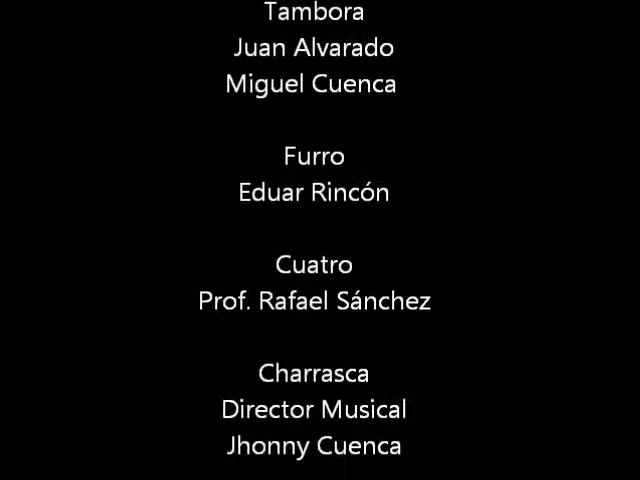 Tambora
Juan Alvarado
Miguel Cuenca
Furro
Eduar Rincón
Cuatro
Prof. Rafael Sánchez
Charrasca
Director Musical
Jhonny Cuenca